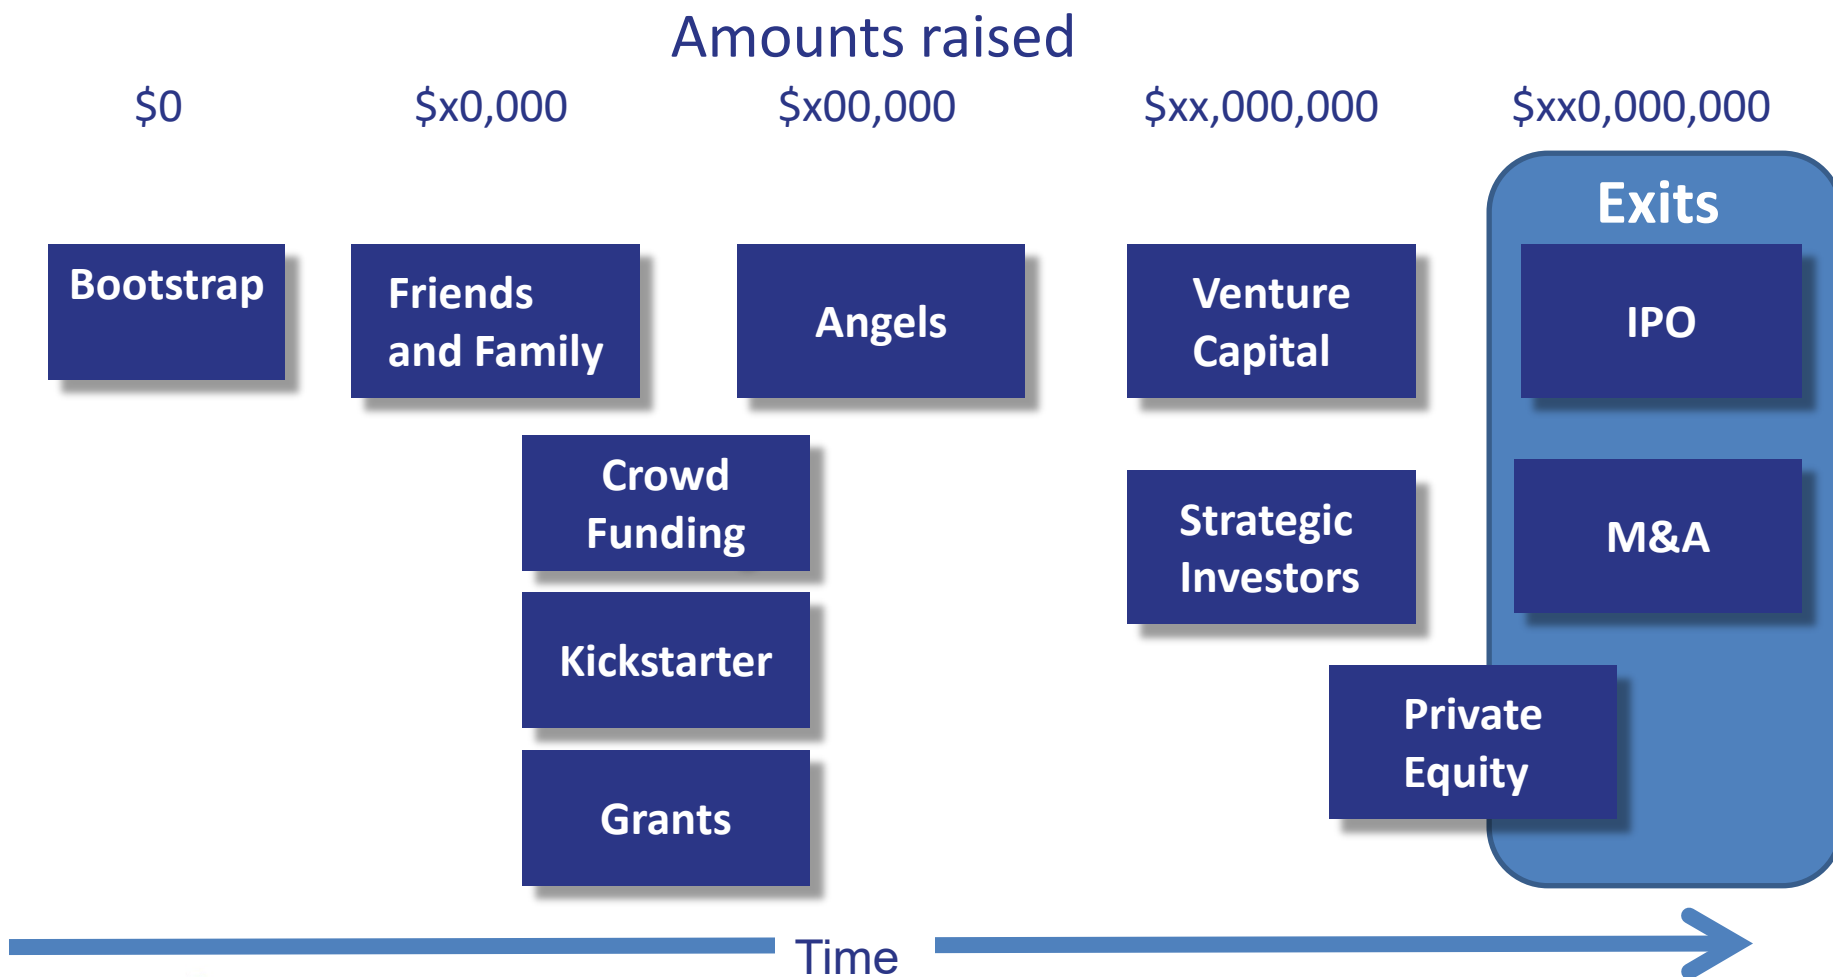 Amounts raised
$0 $x0,000 $x00,000 $xx,000,000 $xx0,000,000
Exits
Bootstrap
Friends
and Family
Angels
Venture
Capital
IPO
Crowd
Funding
Strategic
Investors
M&A
Kickstarter
Private
Equity
Grants
Time